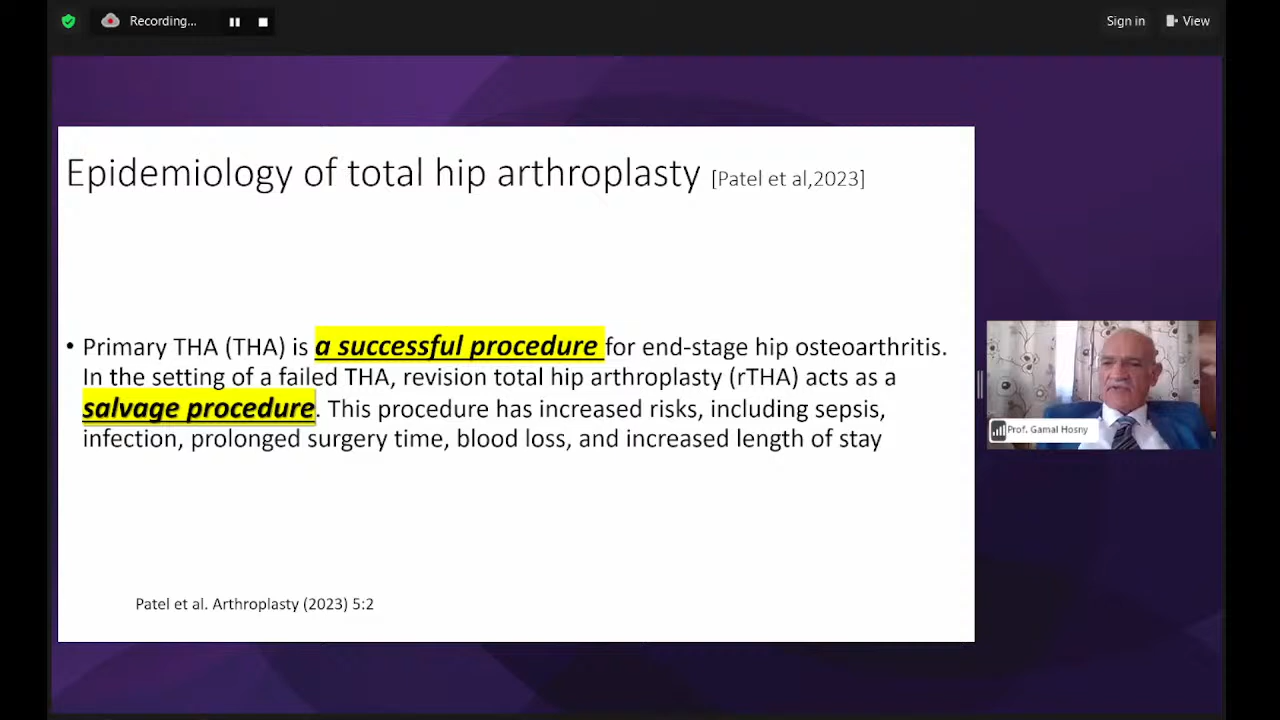 Recording...
Sign in
View
Epidemiology of total hip arthroplasty [Patel et al,2023]
• Primary THA (THA) is a successful procedure for end-stage hip osteoarthritis.
In the setting of a failed THA, revision total hip arthroplasty (rTHA) acts as a
salvage procedure. This procedure has increased risks, including sepsis,
infection, prolonged surgery time, blood loss, and increased length of stay
Prof. Gamal Hosny
Patel et al. Arthroplasty (2023) 5:2